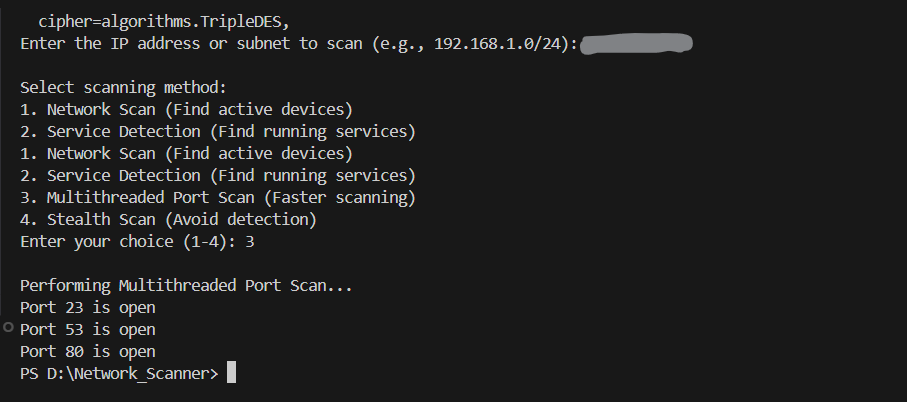 cipher=algorithms.TripleDES,
Enter the IP address or subnet to scan (e.g., 192.168.1.0/24):
Select scanning method:
1. Network Scan (Find active devices)
2. Service Detection (Find running services)
1. Network Scan (Find active devices)
2. Service Detection (Find running services)
3. Multithreaded Port Scan (Faster scanning)
4. Stealth Scan (Avoid detection)
Enter your choice (1-4): 3
Performing Multithreaded Port Scan...
Port 23 is open
Port 53 is open
Port 80 is open
PS D:\Network_Scanner>